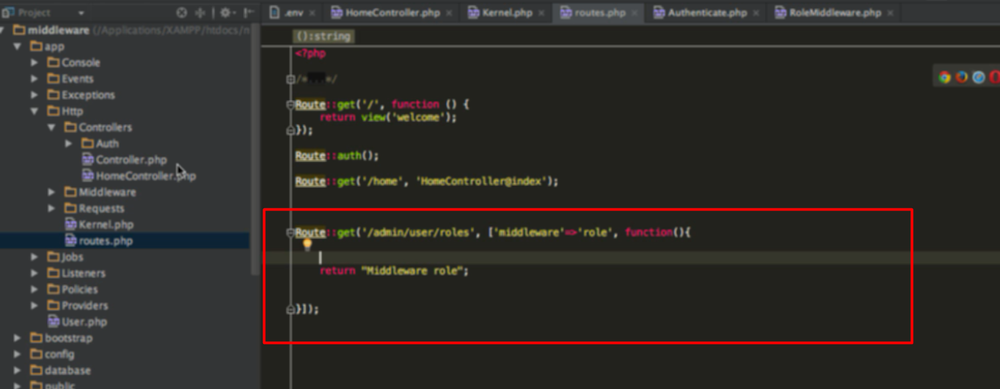 Project
.env
HomeController.php
Kernel.php
routes.php
Authenticate.php
RoleMiddleware.php
middleware (/Applications/XAMPP/htdocs/
app
Console
Events
Exceptions
Http
Controllers
Auth
Controller.php
HomeController.php
Middleware
Requests
Kernel.php
routes.php
Jobs
Listeners
Policies
Providers
User.php
bootstrap
config
database
public
():string
<?php
/*...*/
Route::get('/', function () {
return view('welcome');
});
Route::auth();
Route::get('/home', 'HomeController@index');
Route::get('/admin/user/roles', ['middleware'=>'role', function(){
return "Middleware role";
}]);